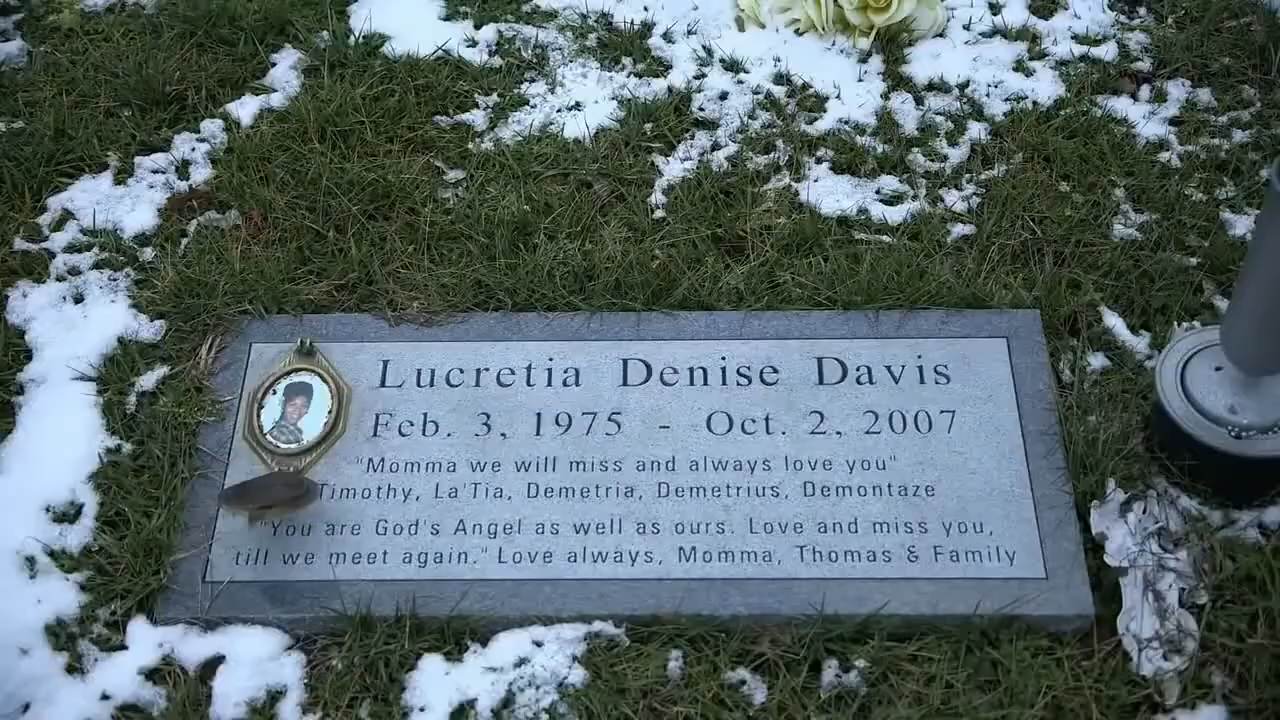 Lucretia Denise Davis
Feb. 3, 1975 - Oct. 2, 2007
"Momma we will miss and always love you"
Timothy, La'Tia, Demetria, Demetrius, Demontaze
"You are God's Angel as well as ours. Love and miss you,
till we meet again." Love always, Momma, Thomas & Family